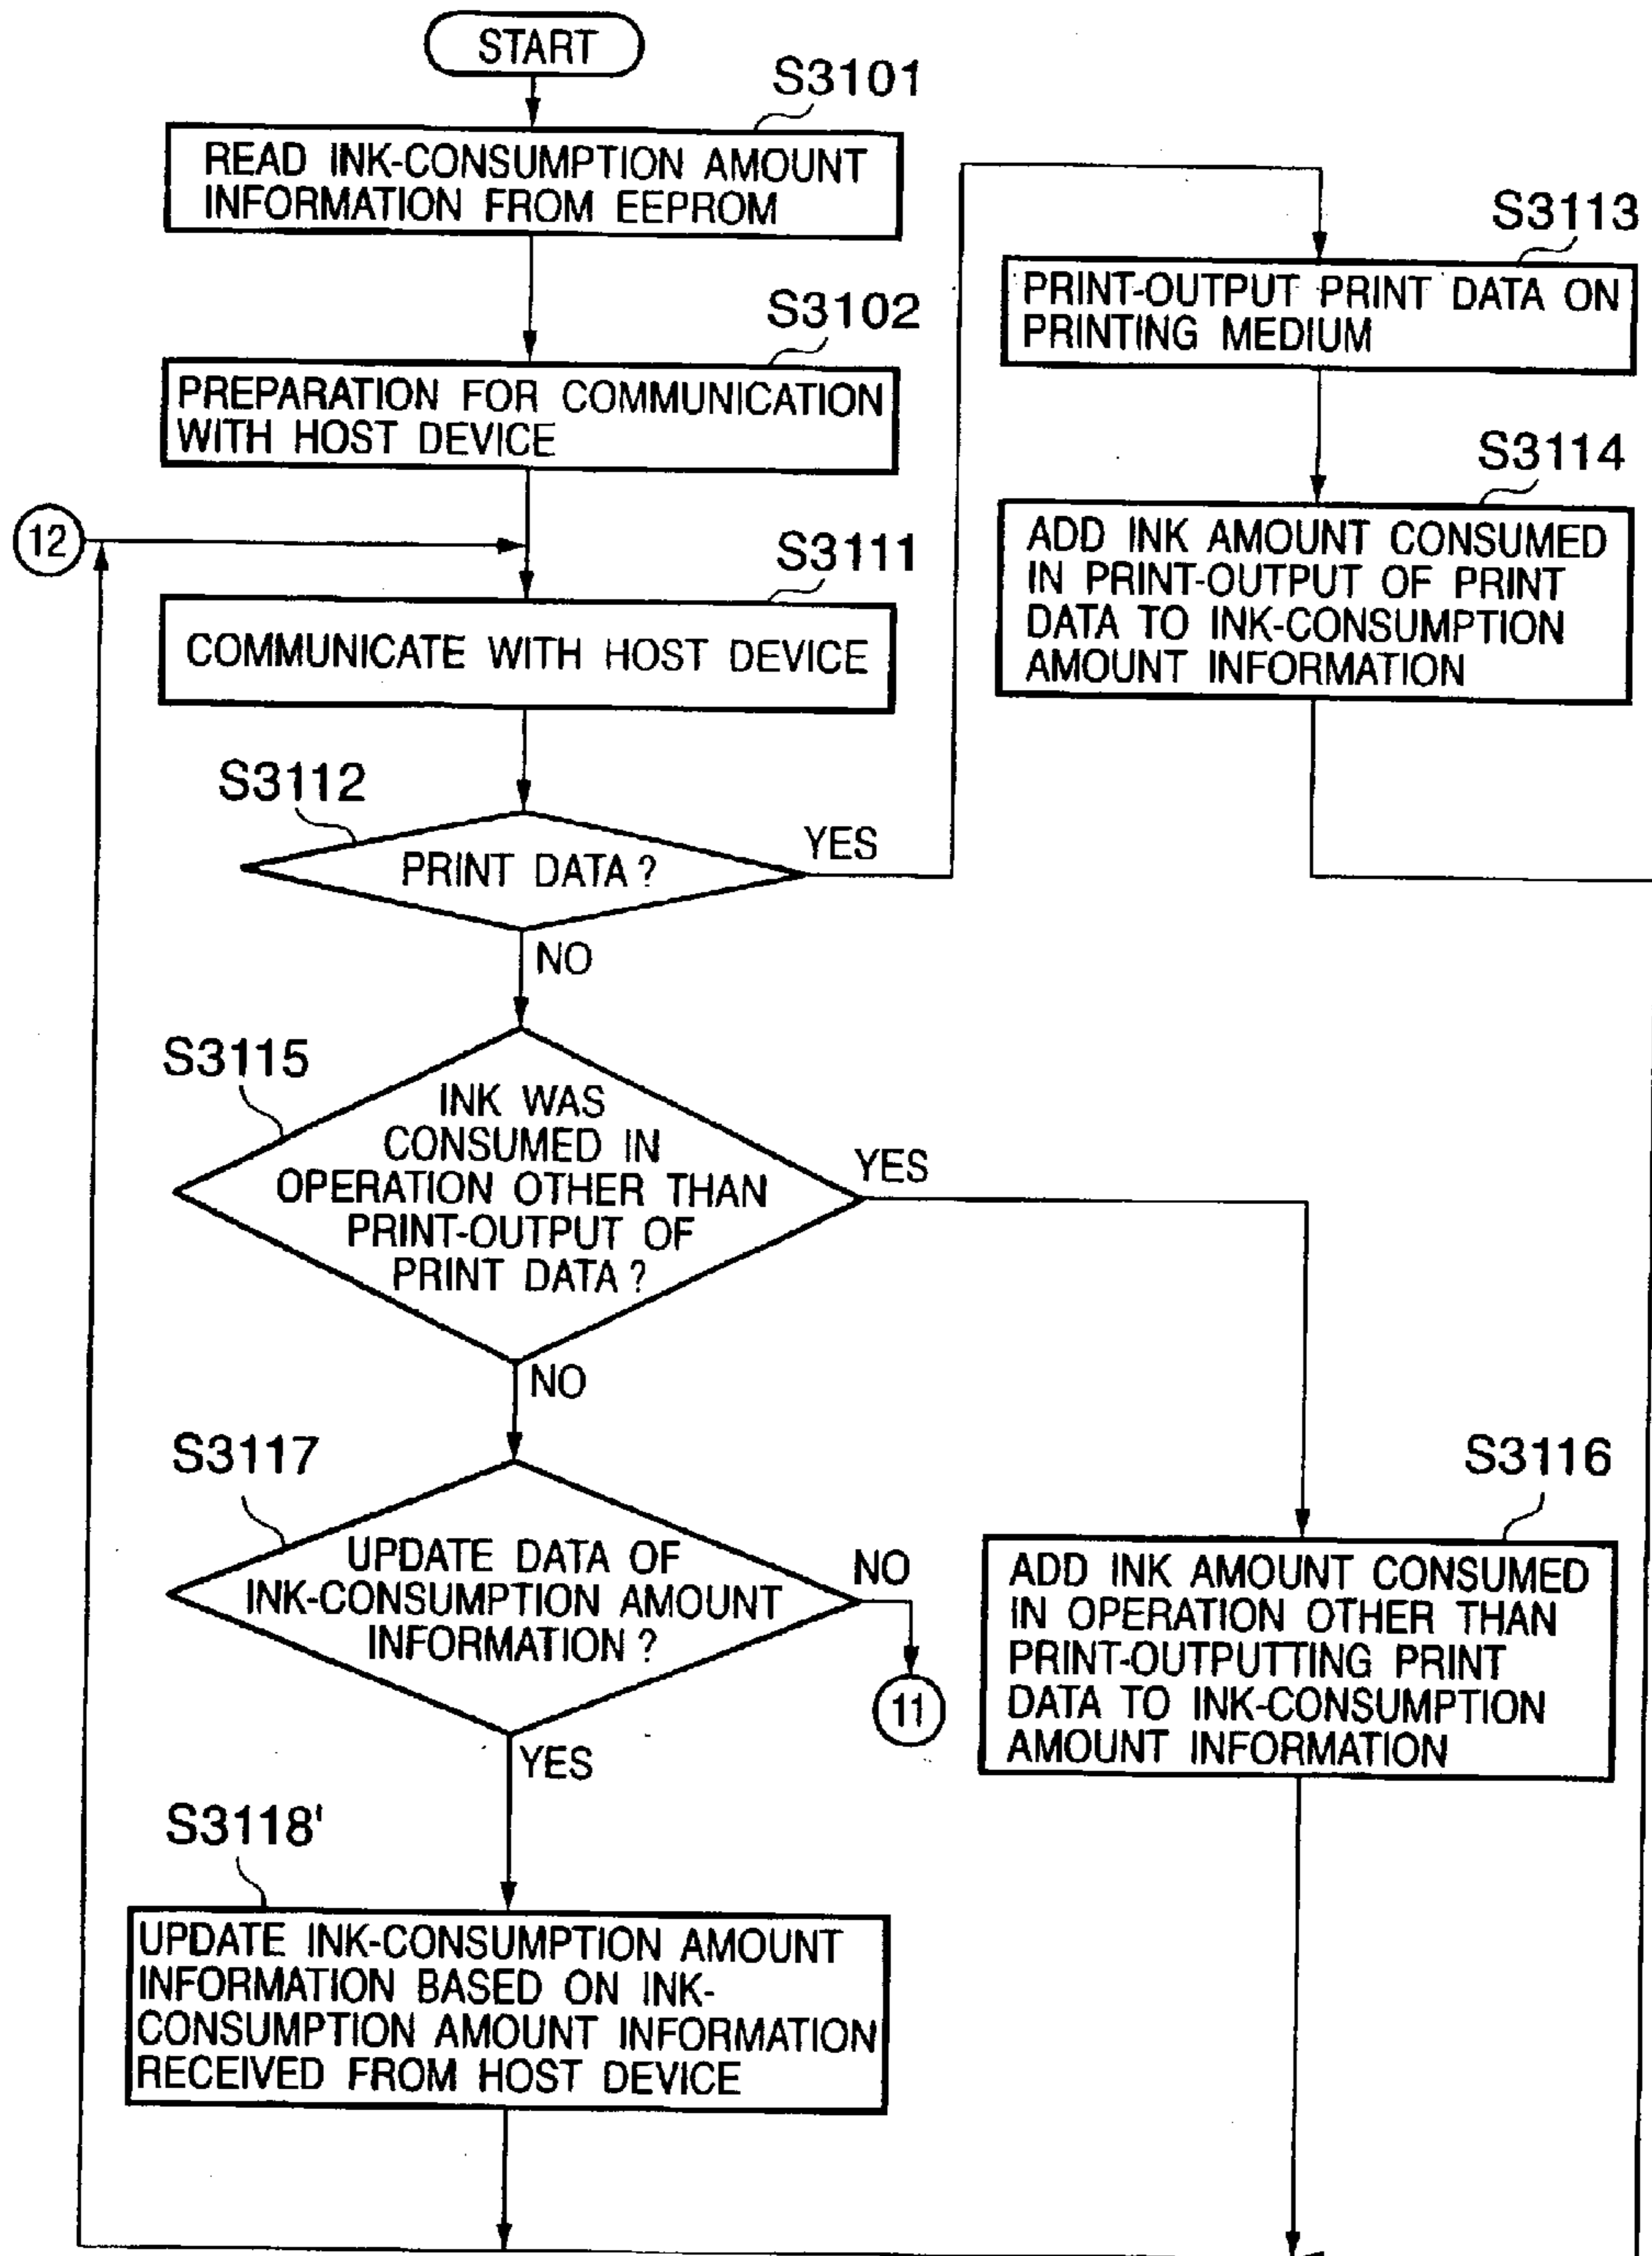 START
S3101
READ INK-CONSUMPTION AMOUNT
INFORMATION FROM EEPROM
S3102
PREPARATION FOR COMMUNICATION
WITH HOST DEVICE
12
S3111
COMMUNICATE WITH HOST DEVICE
S3112
PRINT DATA?
YES
NO
S3113
PRINT-OUTPUT PRINT DATA ON
PRINTING MEDIUM
S3114
ADD INK AMOUNT CONSUMED
IN PRINT-OUTPUT OF PRINT
DATA TO INK-CONSUMPTION
AMOUNT INFORMATION
S3115
INK WAS
CONSUMED IN
OPERATION OTHER THAN
PRINT-OUTPUT OF
PRINT DATA?
YES
NO
S3116
ADD INK AMOUNT CONSUMED
IN OPERATION OTHER THAN
PRINT-OUTPUTTING PRINT
DATA TO INK-CONSUMPTION
AMOUNT INFORMATION
S3117
UPDATE DATA OF
INK-CONSUMPTION AMOUNT
INFORMATION?
NO
11
YES
S3118'
UPDATE INK-CONSUMPTION AMOUNT
INFORMATION BASED ON INK-
CONSUMPTION AMOUNT INFORMATION
RECEIVED FROM HOST DEVICE